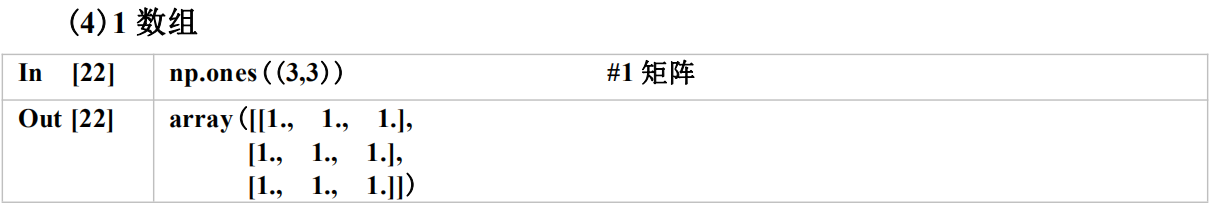 (4)1 数组
In [22] np.ones((3,3)) #1 矩阵
Out [22] array([[1., 1., 1.],
[1., 1., 1.],
[1., 1., 1.]])